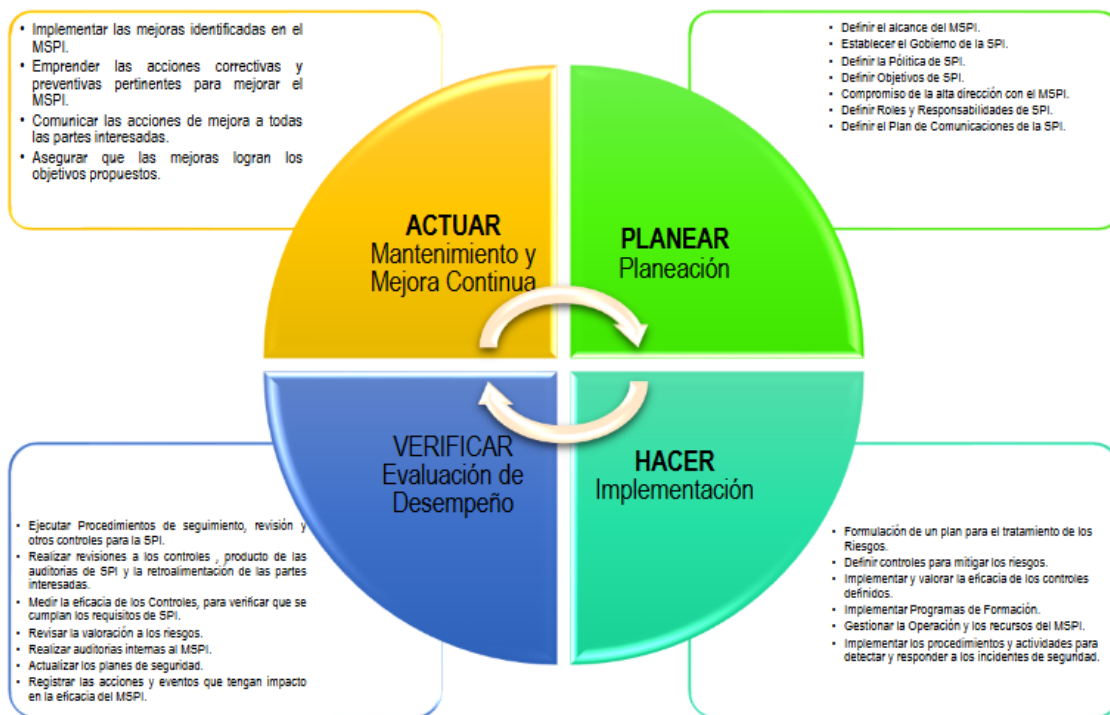 • Implementar las mejoras identificadas en el
MSPI.
• Emprender las acciones correctivas y
preventivas pertinentes para mejorar el
MSPI.
• Comunicar las acciones de mejora a todas
las partes interesadas.
• Asegurar que las mejoras logran los
objetivos propuestos.
• Definir el alcance del MSPI.
• Establecer el Gobierno de la SPI.
• Definir la Pólitica de SPI.
• Definir Objetivos de SPI.
• Compromiso de la alta dirección con el MSPI.
• Definir Roles y Responsabilidades de SPI.
• Definir el Plan de Comunicaciones de la SPI.
ACTUAR
Mantenimiento y
Mejora Continua
PLANEAR
Planeación
VERIFICAR
Evaluación de
Desempeño
HACER
Implementación
• Ejecutar Procedimientos de seguimiento, revisión y
otros controles para la SPI.
• Realizar revisiones a los controles , producto de las
auditorias de SPI y la retroalimentación de las partes
interesadas.
• Medir la eficacia de los Controles, para verificar que se
cumplan los requisitos de SPI.
• Revisar la valoración a los riesgos.
• Realizar auditorias internas al MSPI.
• Actualizar los planes de seguridad.
• Registrar las acciones y eventos que tengan impacto
en la eficacia del MSPI.
• Formulación de un plan para el tratamiento de los
Riesgos.
• Definir controles para mitigar los riesgos.
• Implementar y valorar la eficacia de los controles
definidos.
• Implementar Programas de Formación.
• Gestionar la Operación y los recursos del MSPI.
• Implementar los procedimientos y actividades para
detectar y responder a los incidentes de seguridad.